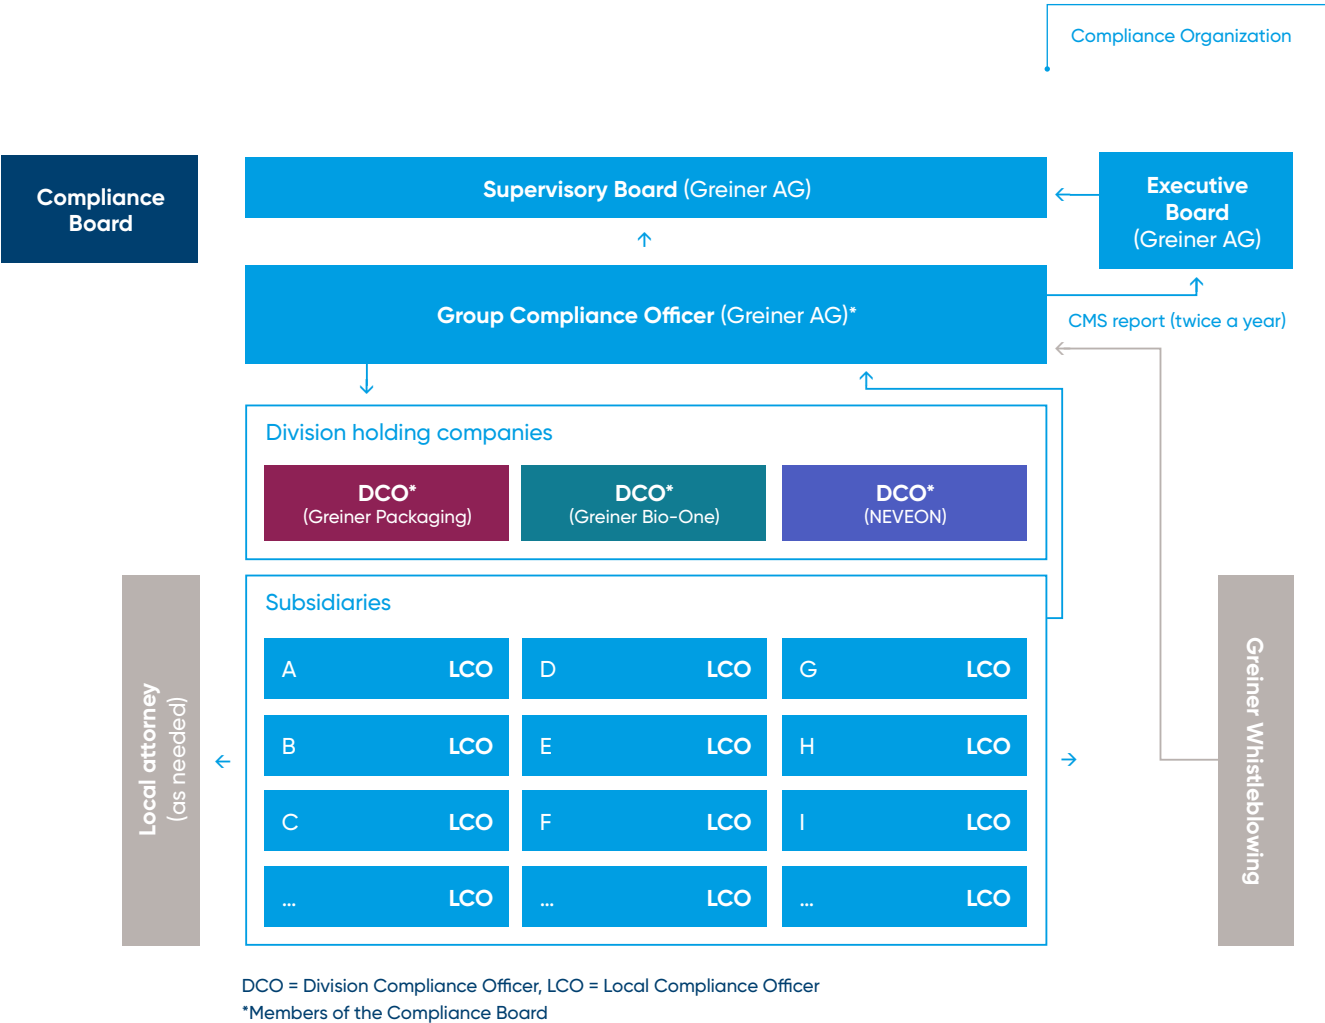 Compliance Organization
Compliance
Board
Supervisory Board (Greiner AG)
Executive
Board
(Greiner AG)
Group Compliance Officer (Greiner AG)*
CMS report (twice a year)
Division holding companies
DCO*
(Greiner Packaging)
DCO*
(Greiner Bio-One)
DCO*
(NEVEON)
Subsidiaries
A LCO
D LCO
G LCO
B LCO
E LCO
H LCO
C LCO
F LCO
I LCO
... LCO
... LCO
... LCO
Local attorney
(as needed)
Greiner Whistleblowing
DCO = Division Compliance Officer, LCO = Local Compliance Officer
*Members of the Compliance Board